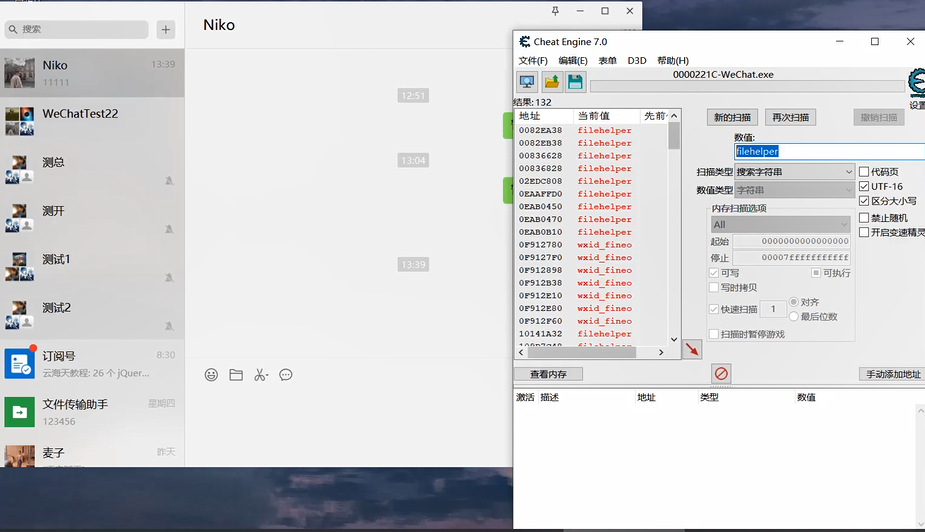 搜索
Niko
13:39
11111
WeChatTest22
测总
测开
测试1
测试2
订阅号
8:30
云海天教程: 26 个 jQuer...
文件传输助手
星期四
123456
麦子
昨天
Niko
12:51
13:04
13:39
Cheat Engine 7.0
文件(F) 编辑(E) 表单 D3D 帮助(H)
0000221C-WeChat.exe
设置
结果: 132
地址 当前值 先前
0082EA38 filehelper
0082EB38 filehelper
00836628 filehelper
00836828 filehelper
02EDC808 filehelper
0EAAFFD0 filehelper
0EAB0450 filehelper
0EAB0470 filehelper
0EAB0B10 filehelper
0F912780 wxid_fineo
0F9127F0 wxid_fineo
0F912898 wxid_fineo
0F912B38 wxid_fineo
0F912E10 wxid_fineo
0F912E80 wxid_fineo
0F912F60 wxid_fineo
10141A32 filehelper
新的扫描 再次扫描 撤销扫描
数值:
filehelper
扫描类型 搜索字符串
数值类型 字符串
代码页
UTF-16
区分大小写
禁止随机
开启变速精灵
内存扫描选项
All
起始 0000000000000000
停止 00007fffffffffff
可写 可执行
写时拷贝
快速扫描 1 对齐
最后位数
扫描时暂停游戏
查看内存 手动添加地址
激活 描述 地址 类型 数值